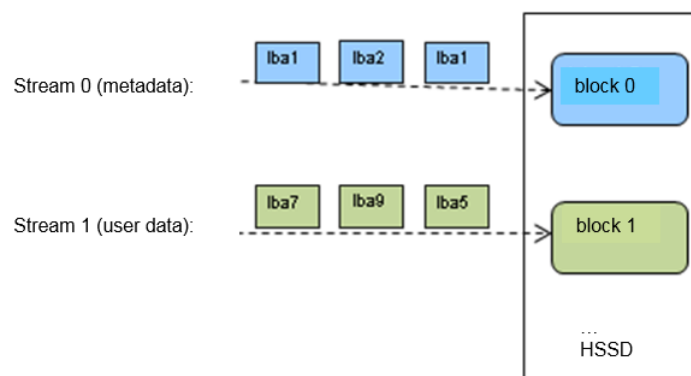 lba1 lba2 lba1
Stream 0 (metadata): block 0
lba7 lba9 lba5
Stream 1 (user data): block 1
...
HSSD